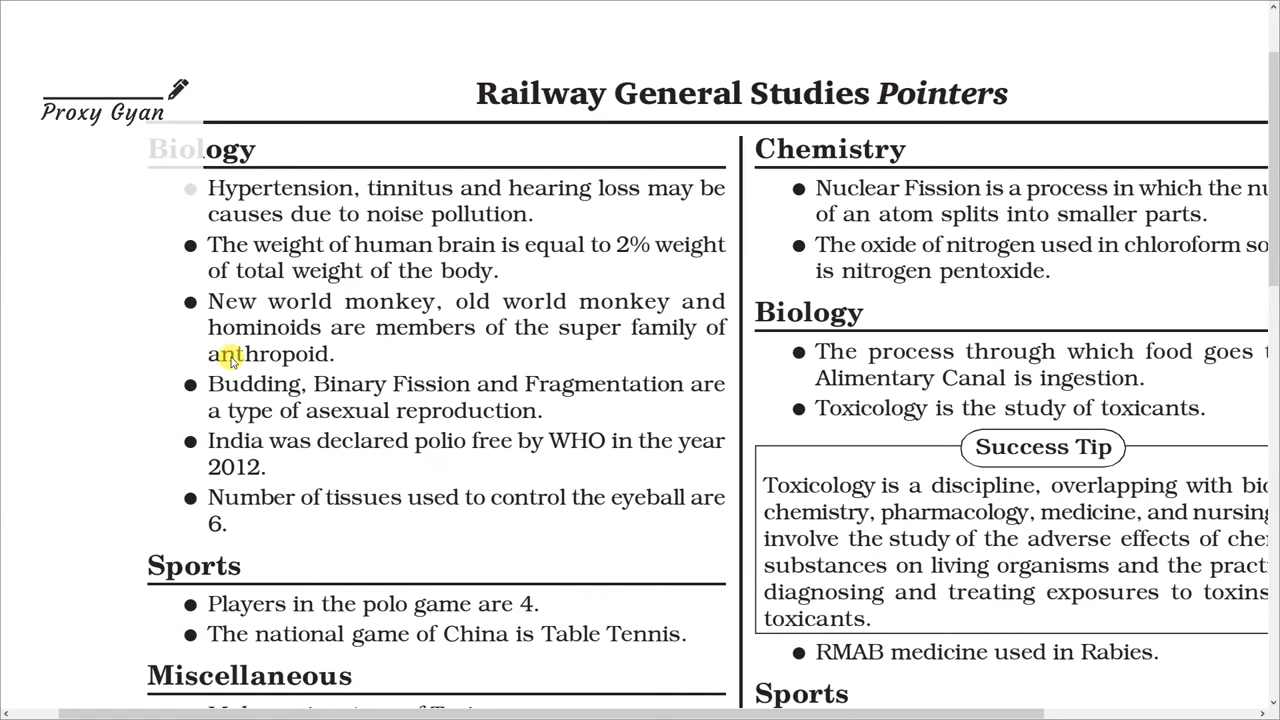 Proxy Gyan
Railway General Studies Pointers
Biology
● Hypertension, tinnitus and hearing loss may be
causes due to noise pollution.
● The weight of human brain is equal to 2% weight
of total weight of the body.
● New world monkey, old world monkey and
hominoids are members of the super family of
anthropoid.
● Budding, Binary Fission and Fragmentation are
a type of asexual reproduction.
● India was declared polio free by WHO in the year
2012.
● Number of tissues used to control the eyeball are
6.
Sports
● Players in the polo game are 4.
● The national game of China is Table Tennis.
Miscellaneous
Chemistry
● Nuclear Fission is a process in which the
of an atom splits into smaller parts.
● The oxide of nitrogen used in chloroform
is nitrogen pentoxide.
Biology
● The process through which food goes
Alimentary Canal is ingestion.
● Toxicology is the study of toxicants.
Success Tip
Toxicology is a discipline, overlapping with
chemistry, pharmacology, medicine, and nursing
involve the study of the adverse effects of
substances on living organisms and the
diagnosing and treating exposures to toxins
toxicants.
● RMAB medicine used in Rabies.
Sports